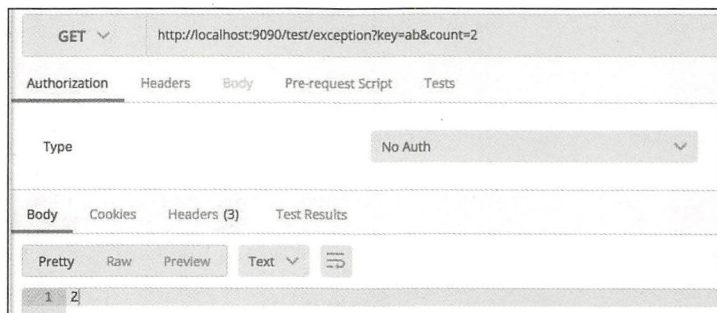 GET http://localhost:9090/test/exception?key=ab&count=2
Authorization Headers Body Pre-request Script Tests
Type No Auth
Body Cookies Headers (3) Test Results
Pretty Raw Preview Text
1 2